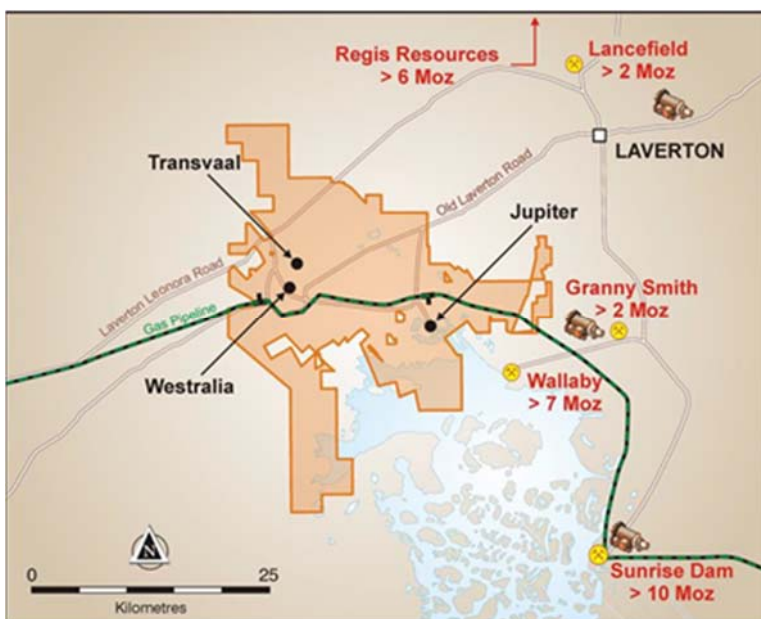 Regis Resources
> 6 Moz
Lancefield
> 2 Moz
LAVERTON
Transvaal
Old Laverton Road
Jupiter
Laverton Leonora Road
Gas Pipeline
Granny Smith
> 2 Moz
Westralia
Wallaby
> 7 Moz
N
0
25
Kilometres
Sunrise Dam
> 10 Moz